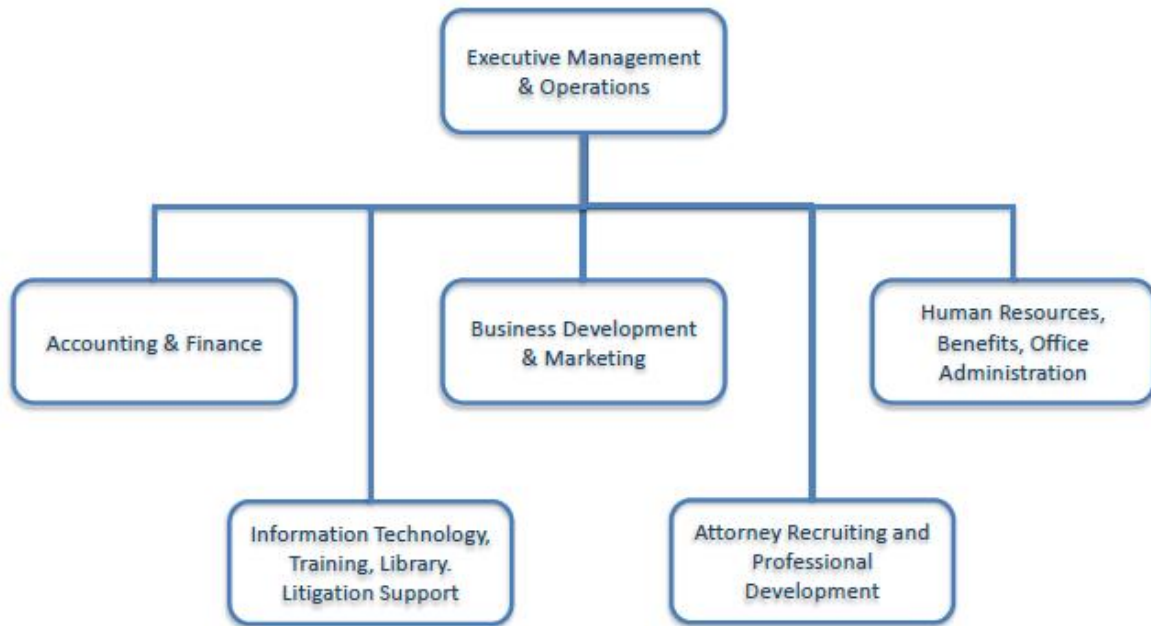 Executive Management
& Operations
Accounting & Finance
Business Development
& Marketing
Human Resources,
Benefits, Office
Administration
Information Technology,
Training, Library.
Litigation Support
Attorney Recruiting and
Professional
Development